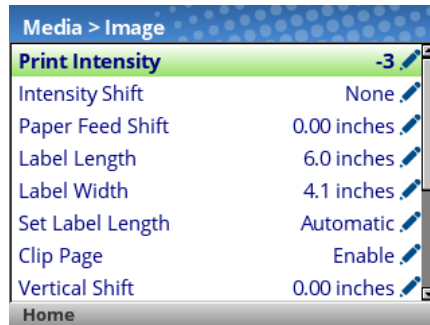 Media > Image
Print Intensity -3
Intensity Shift None
Paper Feed Shift 0.00 inches
Label Length 6.0 inches
Label Width 4.1 inches
Set Label Length Automatic
Clip Page Enable
Vertical Shift 0.00 inches
Home